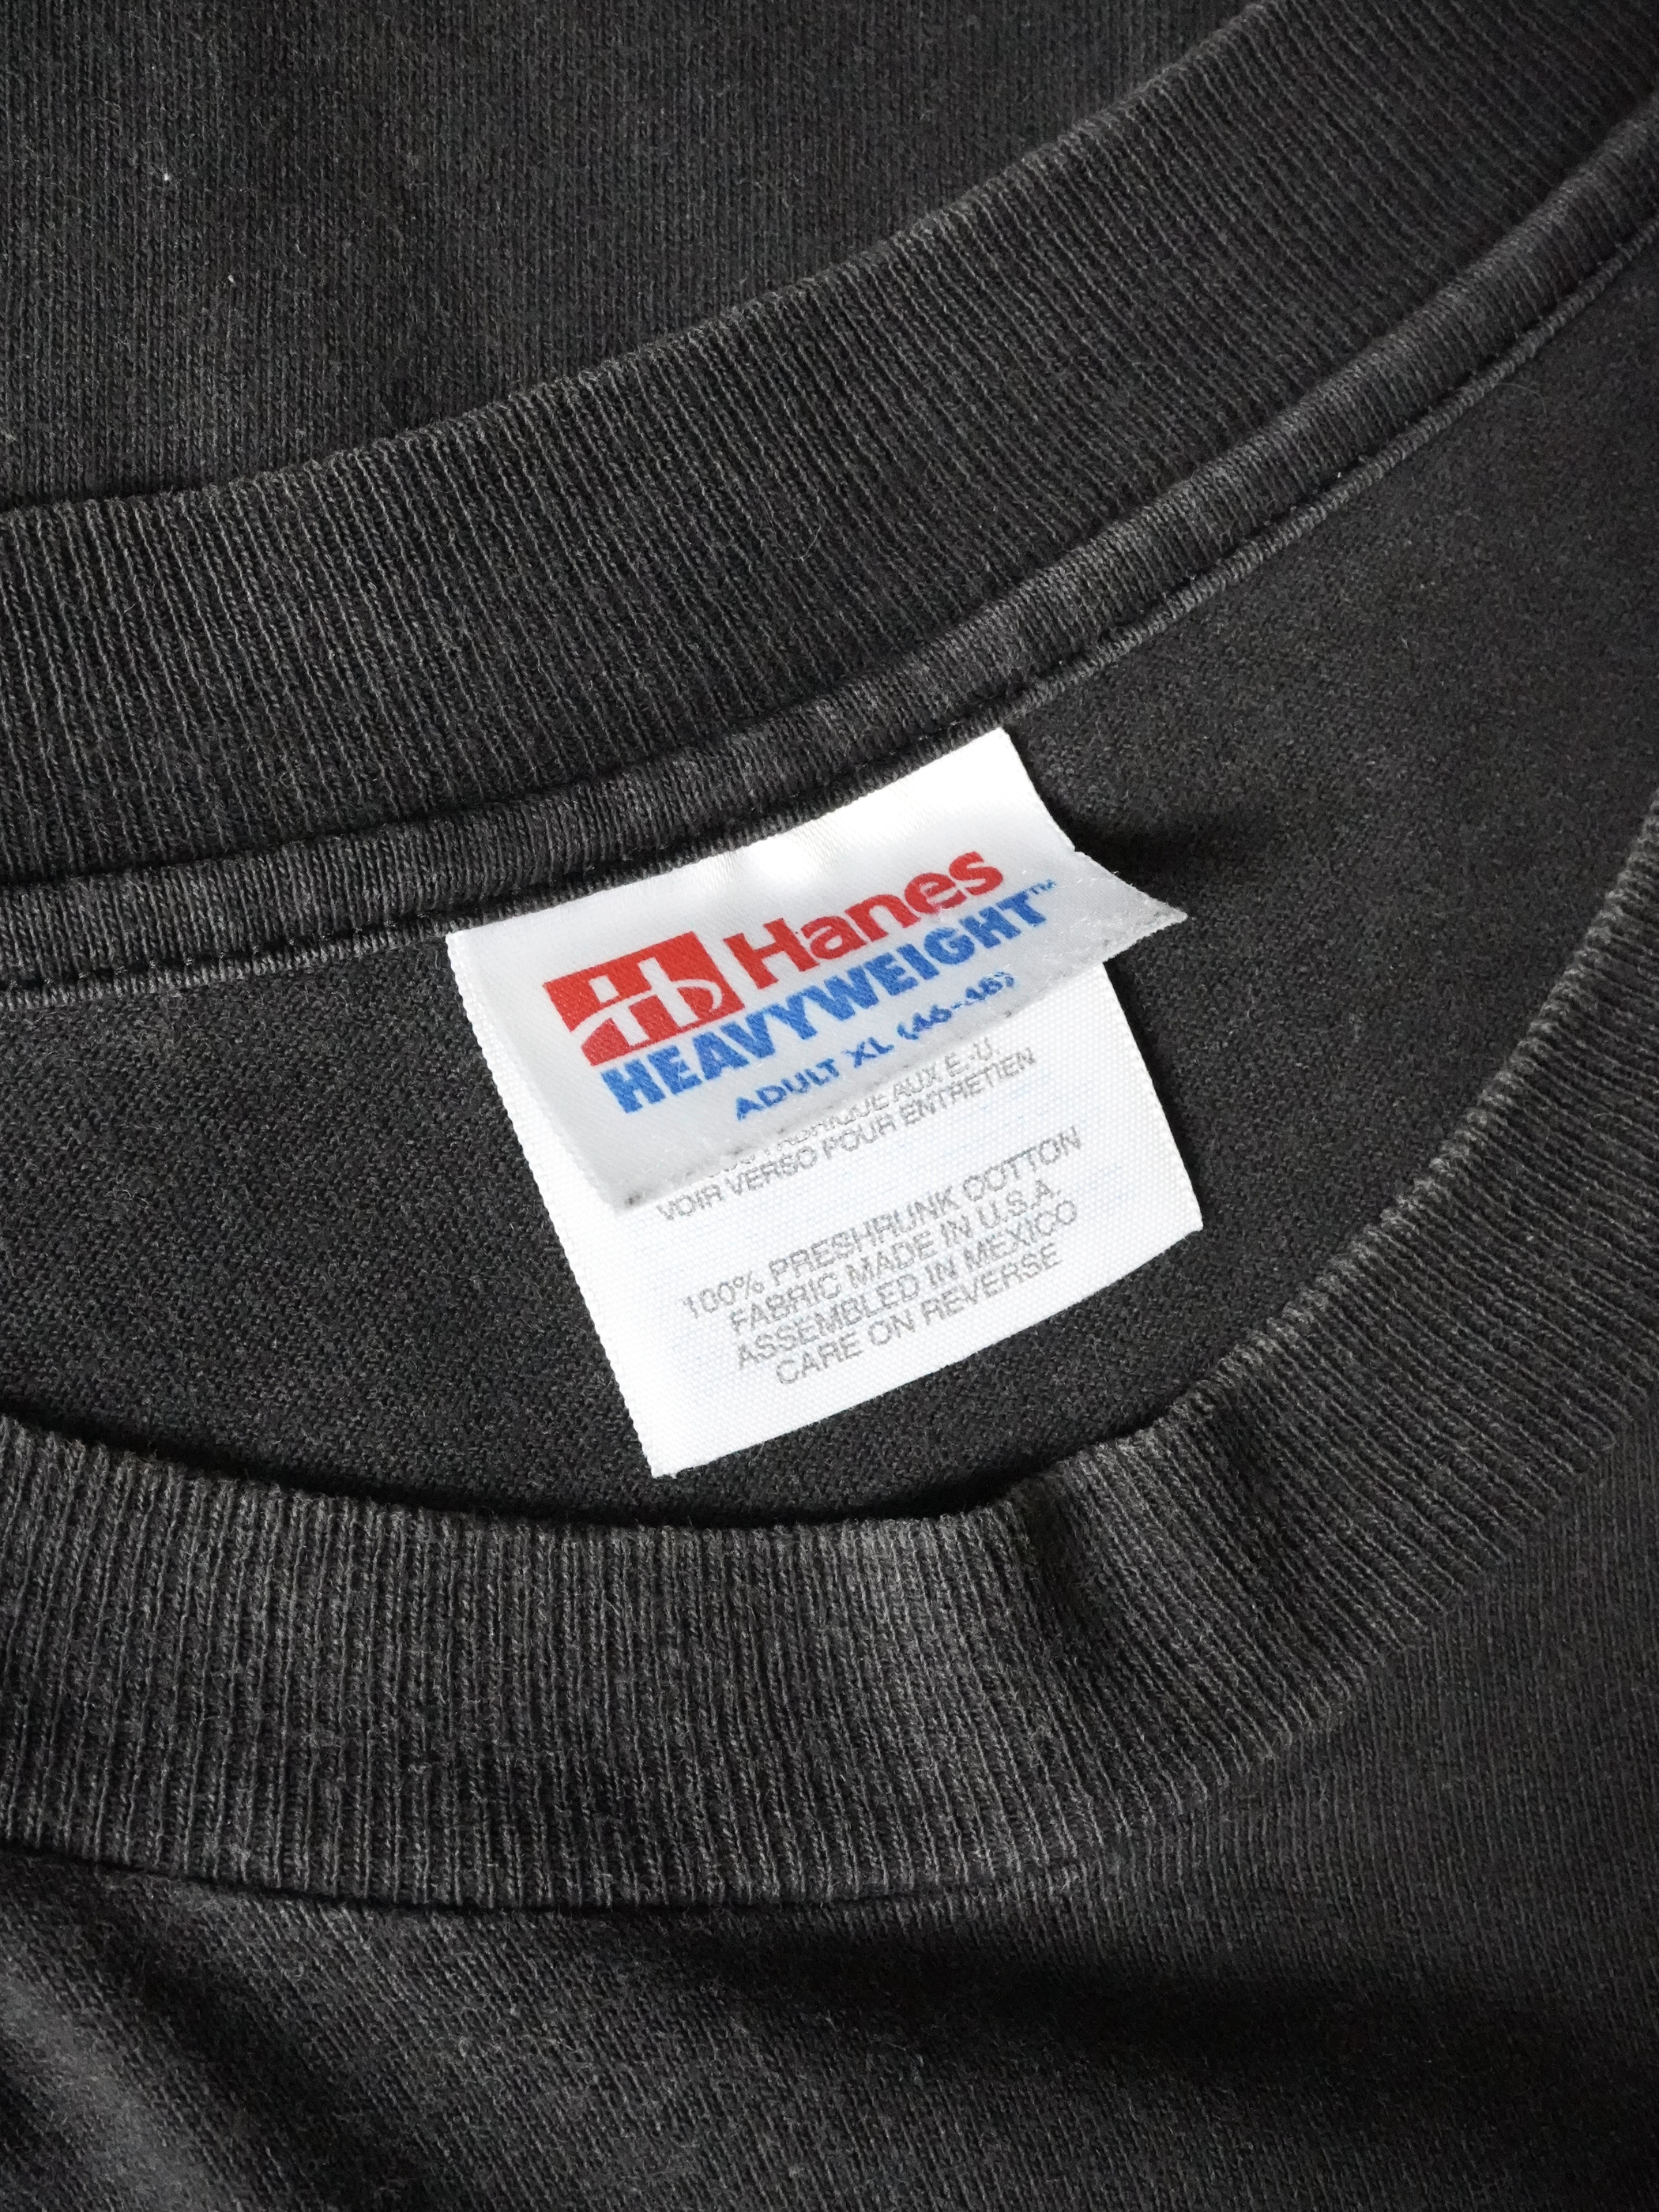 Hanes
HEAVYWEIGHT™
ADULT XL (46-48)
AUX E.-U.
VOIR VERSO POUR ENTRETIEN
100% PRESHRUNK COTTON
FABRIC MADE IN U.S.A.
ASSEMBLED IN MEXICO
CARE ON REVERSE